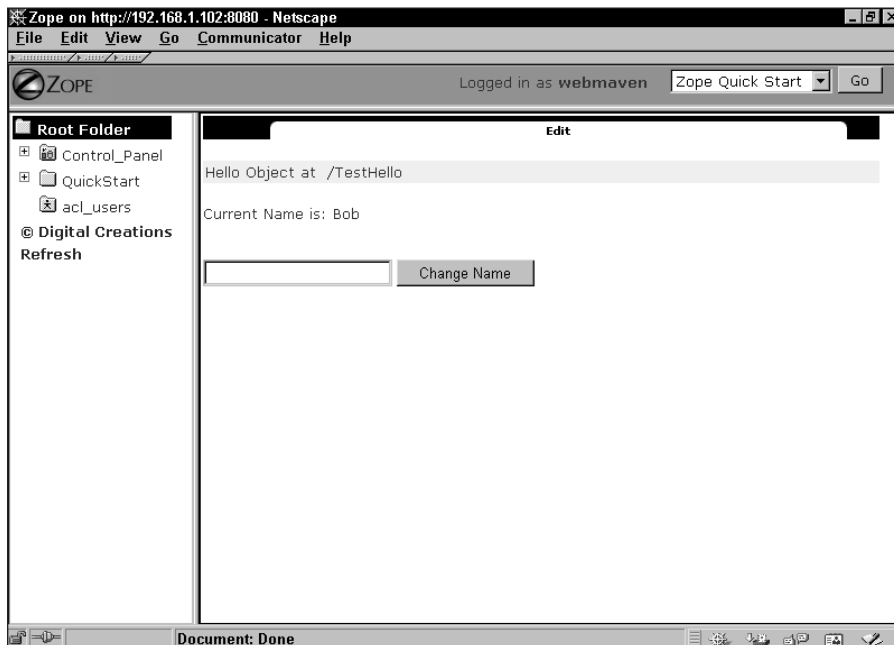 Zope on http://192.168.1.102:8080 - Netscape
File Edit View Go Communicator Help
ZOPE
Logged in as webmaven
Zope Quick Start
Go
Root Folder
Control_Panel
QuickStart
acl_users
© Digital Creations
Refresh
Edit
Hello Object at /TestHello
Current Name is: Bob
Change Name
Document: Done